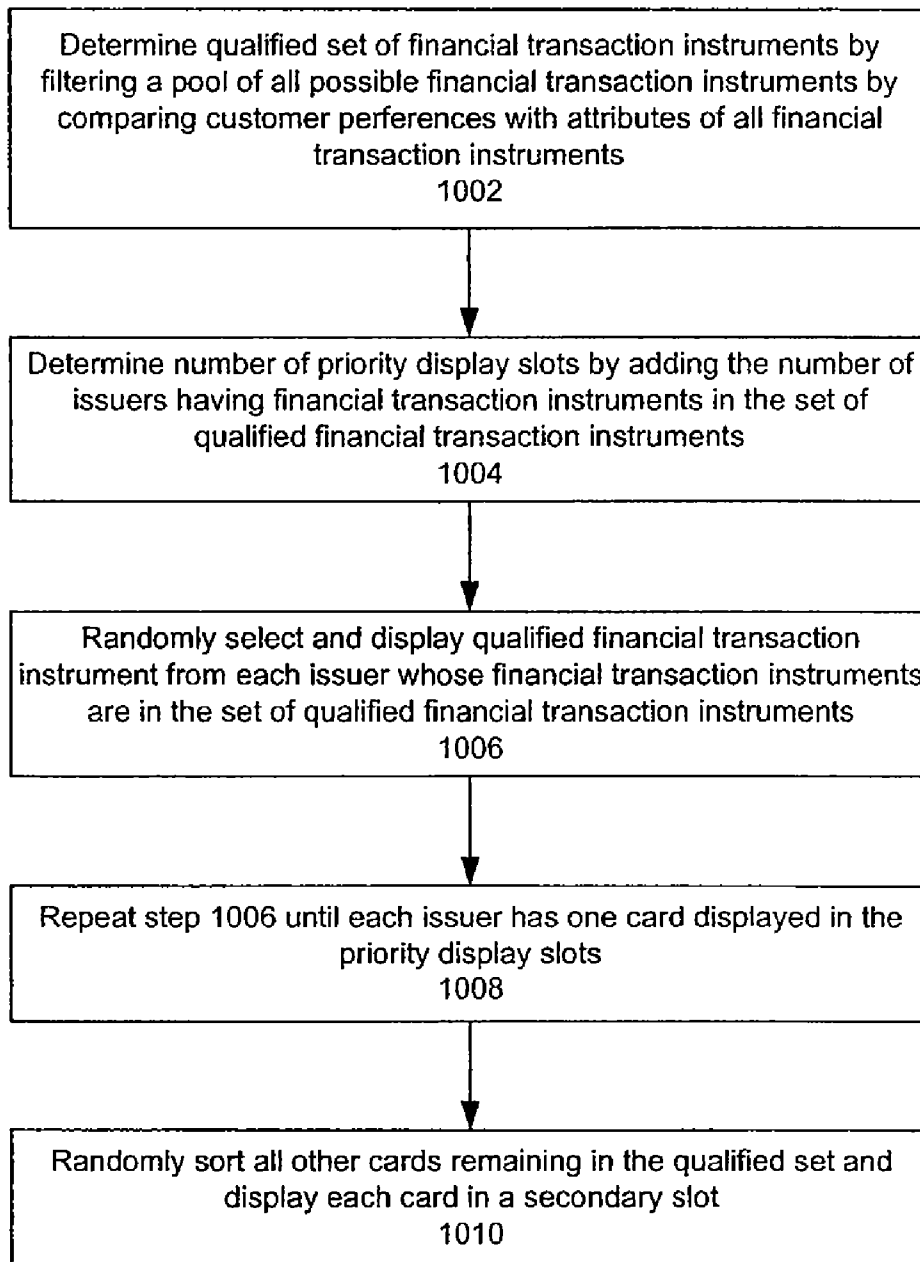 Determine qualified set of financial transaction instruments by
filtering a pool of all possible financial transaction instruments by
comparing customer perferences with attributes of all financial
transaction instruments
1002
Determine number of priority display slots by adding the number of
issuers having financial transaction instruments in the set of
qualified financial transaction instruments
1004
Randomly select and display qualified financial transaction
instrument from each issuer whose financial transaction instruments
are in the set of qualified financial transaction instruments
1006
Repeat step 1006 until each issuer has one card displayed in the
priority display slots
1008
Randomly sort all other cards remaining in the qualified set and
display each card in a secondary slot
1010